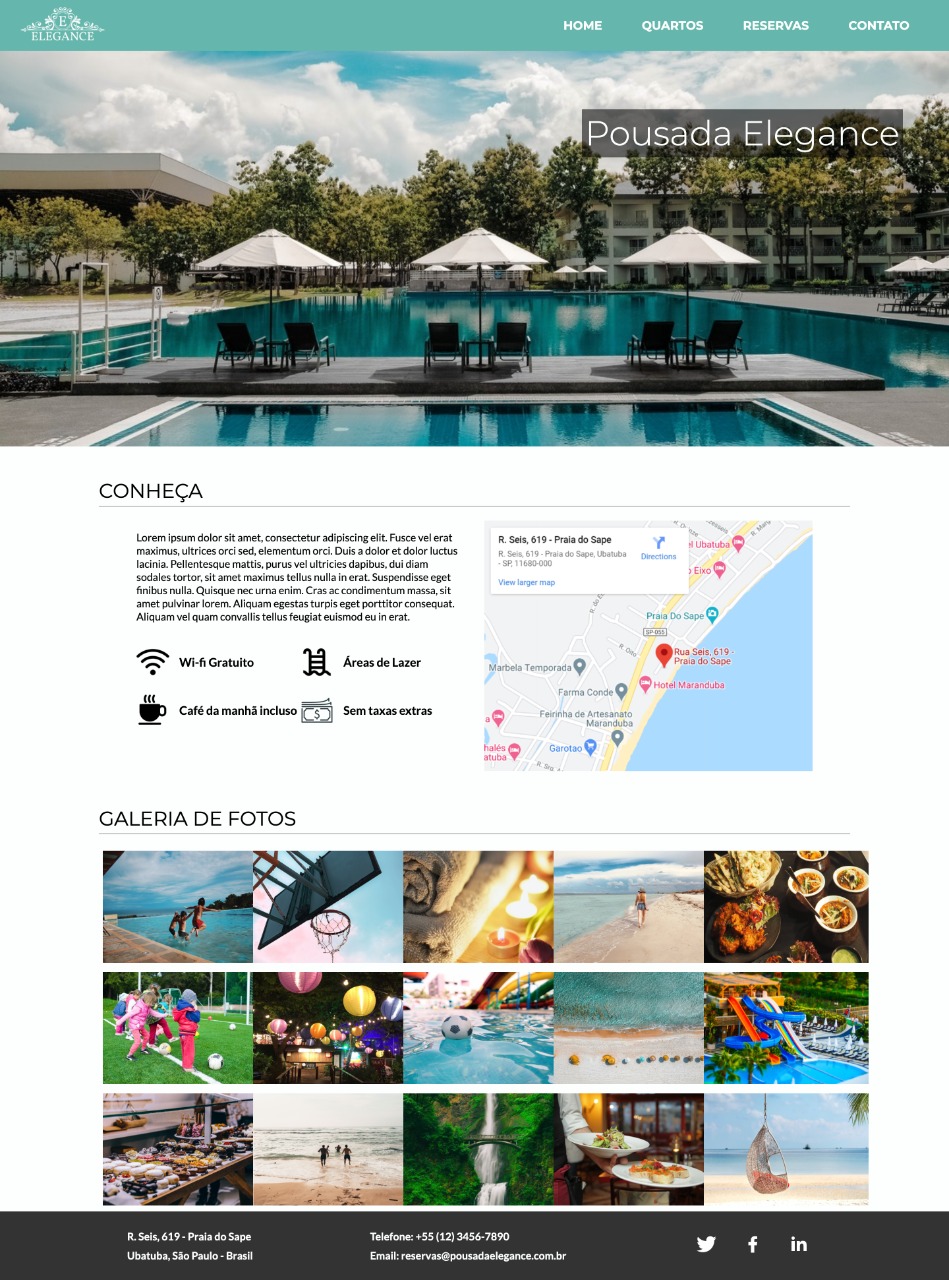 E
ELEGANCE
HOME QUARTOS RESERVAS CONTATO
Pousada Elegance
CONHEÇA
Lorem ipsum dolor sit amet, consectetur adipiscing elit. Fusce vel erat
maximus, ultrices orci sed, elementum orci. Duis a dolor et dolor luctus
lacinia. Pellentesque mattis, purus vel ultricies dapibus, dui diam
sodales tortor, sit amet maximus tellus nulla in erat. Suspendisse eget
finibus nulla. Quisque nec urna enim. Cras ac condimentum massa, sit
amet pulvinar lorem. Aliquam egestas turpis eget porttitor consequat.
Aliquam vel quam convallis tellus feugiat euismod eu in erat.
Wi-fi Gratuito
Áreas de Lazer
Café da manhã incluso
Sem taxas extras
R. Seis, 619 - Praia do Sape
R. Seis, 619 - Praia do Sape, Ubatuba
- SP, 11680-000
Directions
View larger map
R. Man
el Ubatuba
o Eixo
R. do E
Praia Do Sape
SP-055
R. Oito
Rua Seis, 619 -
Praia do Sape
Marbela Temporada
Hotel Maranduba
Farma Conde
Feirinha de Artesanato
Maranduba
a
Garotao
halés
atuba
GALERIA DE FOTOS
R. Seis, 619 - Praia do Sape
Ubatuba, São Paulo - Brasil
Telefone: +55 (12) 3456-7890
Email: reservas@pousadaelegance.com.br